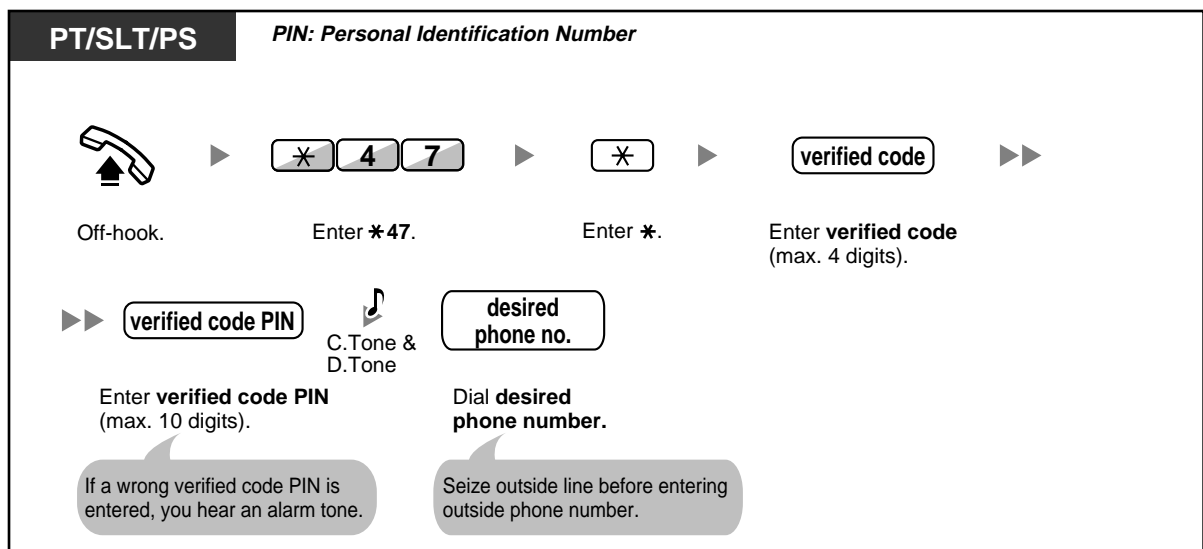 PT/SLT/PS
PIN: Personal Identification Number
* 4 7
*
verified code
Off-hook.
Enter *47.
Enter *.
Enter verified code
(max. 4 digits).
verified code PIN
C.Tone &
D.Tone
desired
phone no.
Enter verified code PIN
(max. 10 digits).
Dial desired
phone number.
If a wrong verified code PIN is
entered, you hear an alarm tone.
Seize outside line before entering
outside phone number.